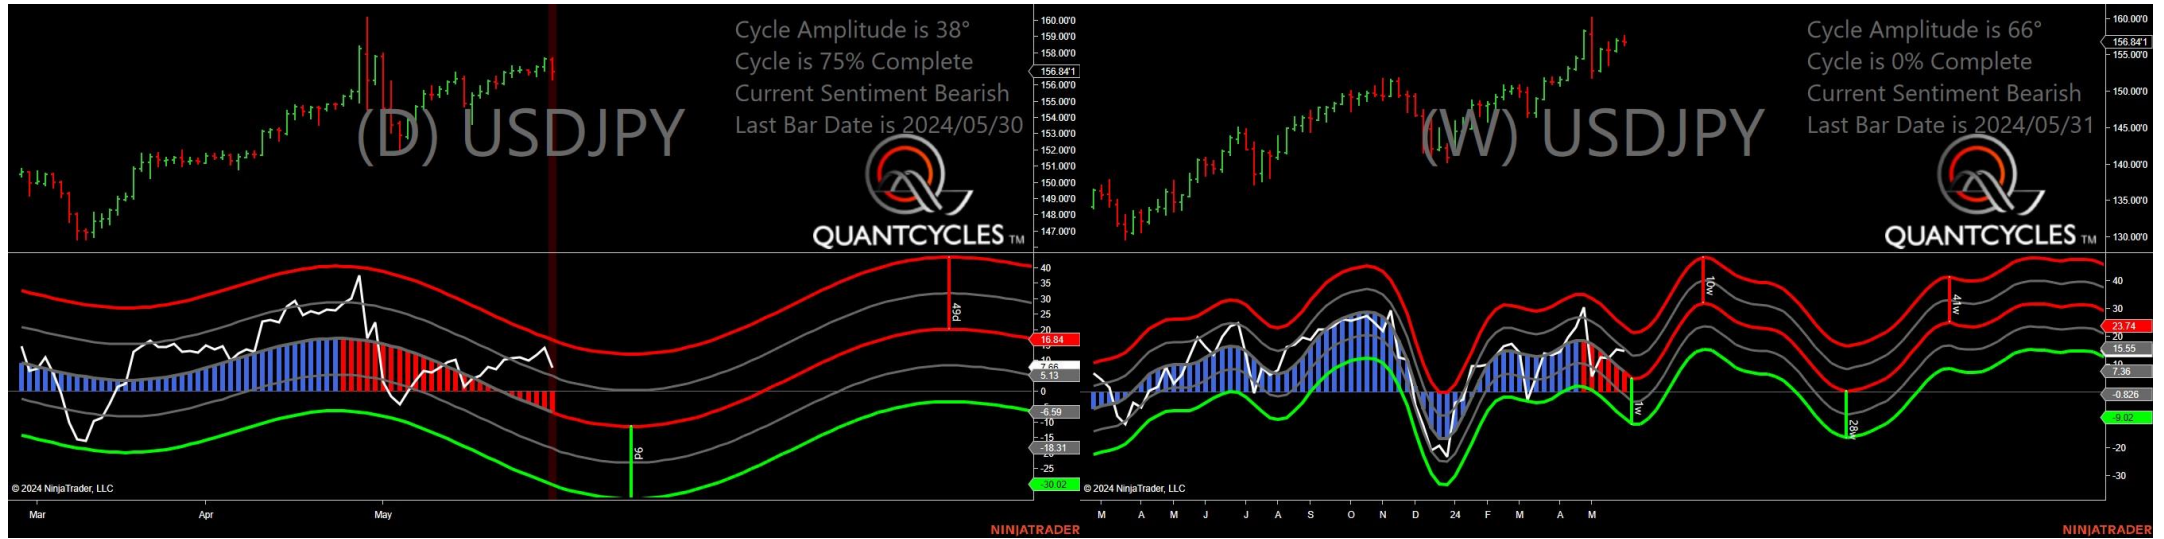 Cycle Amplitude is 38°
Cycle is 75% Complete
Current Sentiment Bearish
Last Bar Date is 2024/05/30
(D) USDJPY
QUANTCYCLES TM
160.00'0
159.00'0
158.00'0
156.84'1
156.00'0
155.00'0
154.00'0
153.00'0
152.00'0
151.00'0
150.00'0
149.00'0
148.00'0
147.00'0
40
35
30
25
20
16.84
10
7.66
5.13
0
-6.59
-10
-15
-18.31
-25
-30.02
49d
9d
© 2024 NinjaTrader, LLC
Mar
Apr
May
NINJATRADER
Cycle Amplitude is 66°
Cycle is 0% Complete
Current Sentiment Bearish
Last Bar Date is 2024/05/31
(W) USDJPY
QUANTCYCLES TM
160.00'0
156.84'1
155.00'0
150.00'0
145.00'0
140.00'0
135.00'0
130.00'0
40
30
23.74
20
15.55
10
7.36
-0.826
-9.02
-20
-30
10w
41w
1w
28w
© 2024 NinjaTrader, LLC
M A M J J A S O N D 24 F M A M
NINJATRADER